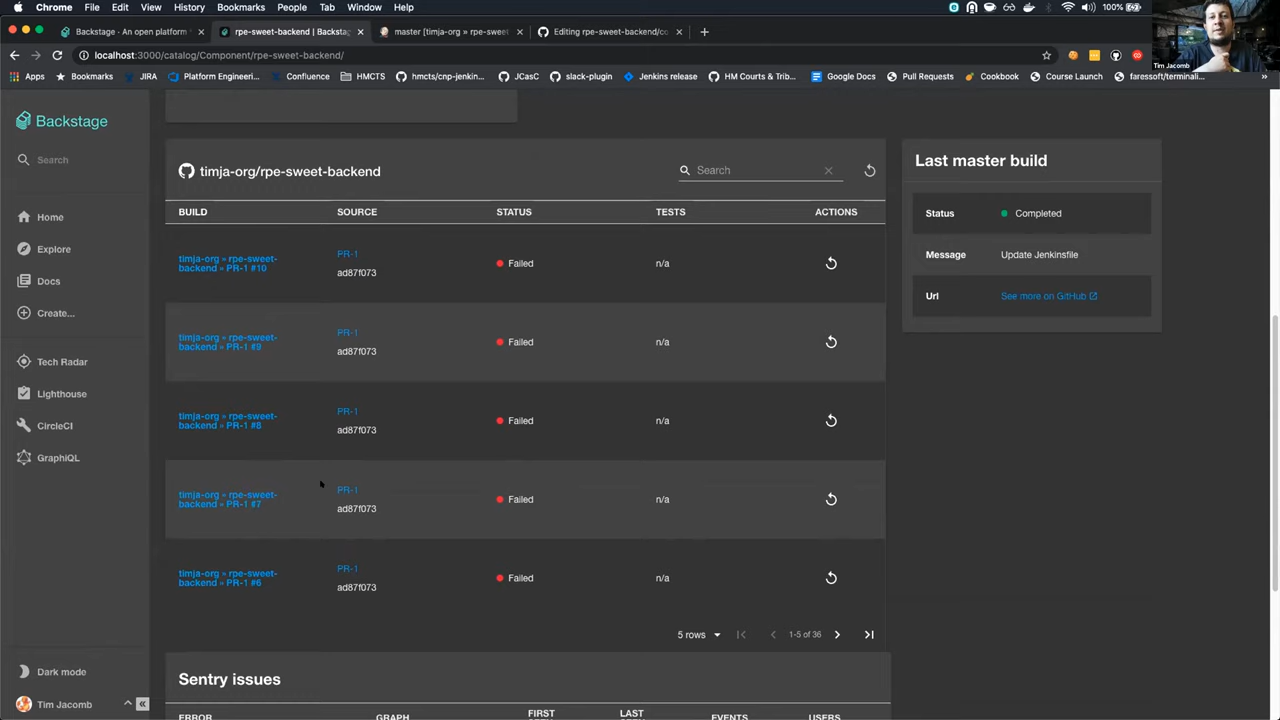 Chrome File Edit View History Bookmarks People Tab Window Help 100%
Backstage - An open platform rpe-sweet-backend | Backstag master [timja-org » rpe-sweet- Editing rpe-sweet-backend/co
localhost:3000/catalog/Component/rpe-sweet-backend/
Apps Bookmarks JIRA Platform Engineeri... Confluence HMCTS hmcts/cnp-jenkin... JCasC slack-plugin Jenkins release HM Courts & Trib... Google Docs Pull Requests Cookbook Course Launch faressoft/terminali... »
Tim Jacomb
Backstage
Search
Home
Explore
Docs
Create...
Tech Radar
Lighthouse
CircleCI
GraphiQL
Dark mode
Tim Jacomb
timja-org/rpe-sweet-backend Search
BUILD SOURCE STATUS TESTS ACTIONS
timja-org » rpe-sweet-
backend » PR-1 #10
PR-1
ad87f073
Failed
n/a
timja-org » rpe-sweet-
backend » PR-1 #9
PR-1
ad87f073
Failed
n/a
timja-org » rpe-sweet-
backend » PR-1 #8
PR-1
ad87f073
Failed
n/a
timja-org » rpe-sweet-
backend » PR-1 #7
PR-1
ad87f073
Failed
n/a
timja-org » rpe-sweet-
backend » PR-1 #6
PR-1
ad87f073
Failed
n/a
5 rows 1-5 of 36
Last master build
Status Completed
Message Update Jenkinsfile
Url See more on GitHub
Sentry issues
ERROR GRAPH FIRST LAST EVENTS USERS